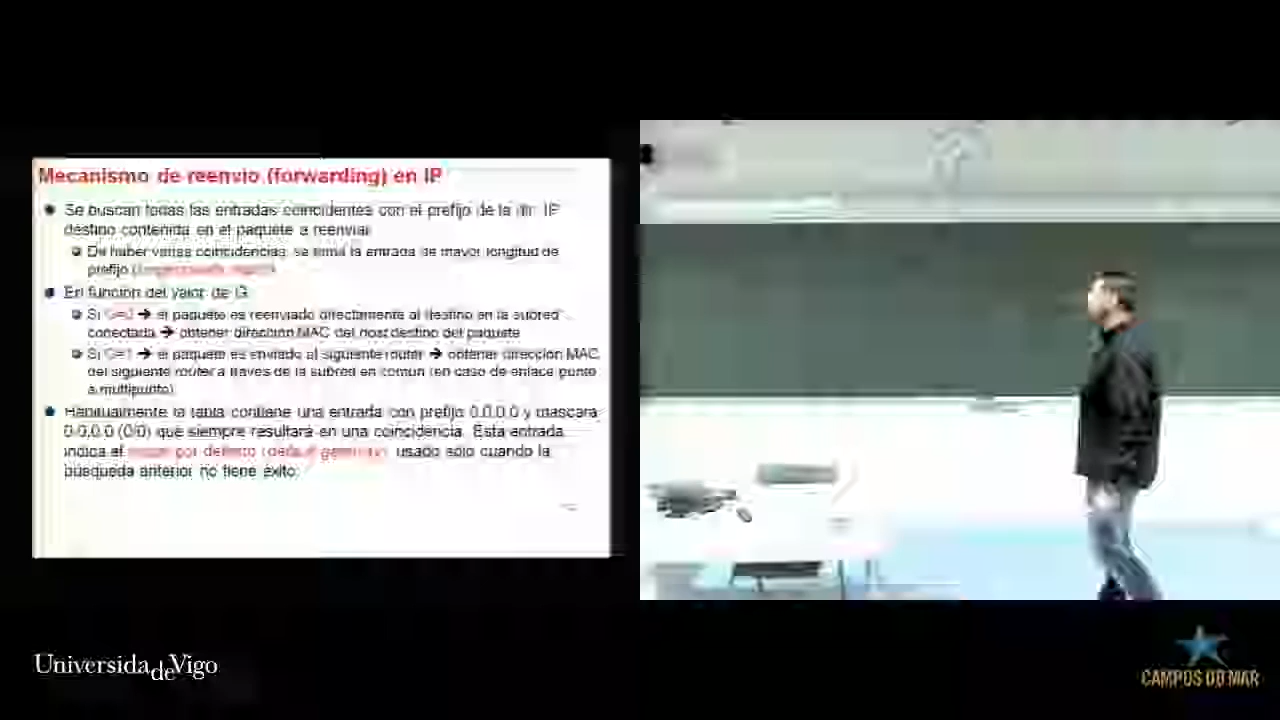 Mecanismo de reenvío (forwarding) en IP
Se buscan todas las entradas coincidentes con el prefijo de la dir. IP
destino contenida en el paquete a reenviar
De haber varias coincidencias, se toma la entrada de mayor longitud de
prefijo
En función del valor de G
Si G=0 → el paquete es reenviado directamente al destino en la subred
conectada → obtener dirección MAC del host destino del paquete
Si G=1 → el paquete es enviado al siguiente router → obtener dirección MAC
del siguiente router a través de la subred en común (en caso de enlace punto
a multipunto)
Habitualmente la tabla contiene una entrada con prefijo 0.0.0.0 y máscara
0.0.0.0 (0/0) que siempre resultará en una coincidencia. Esta entrada
indica el router por defecto (default gateway), usado sólo cuando la
búsqueda anterior no tiene éxito.
Universidade de Vigo
CAMPUS DO MAR